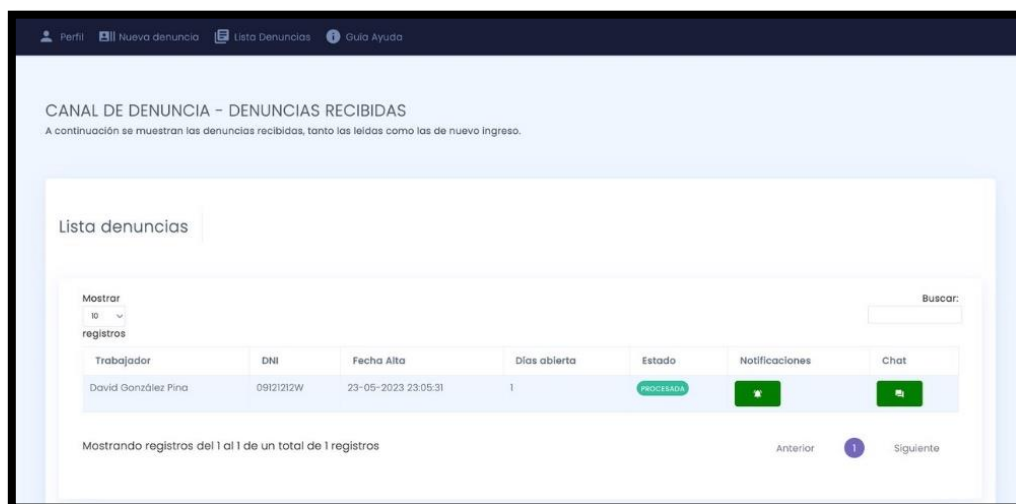 Perfil Nueva denuncia Lista Denuncias Guía Ayuda
CANAL DE DENUNCIA - DENUNCIAS RECIBIDAS
A continuación se muestran las denuncias recibidas, tanto las leídas como las de nuevo ingreso.
Lista denuncias
Mostrar
10
registros
Buscar:
Trabajador DNI Fecha Alta Días abierta Estado Notificaciones Chat
David González Pina 09121212W 23-05-2023 23:05:31 1 PROCESADA
Mostrando registros del 1 al 1 de un total de 1 registros
Anterior 1 Siguiente